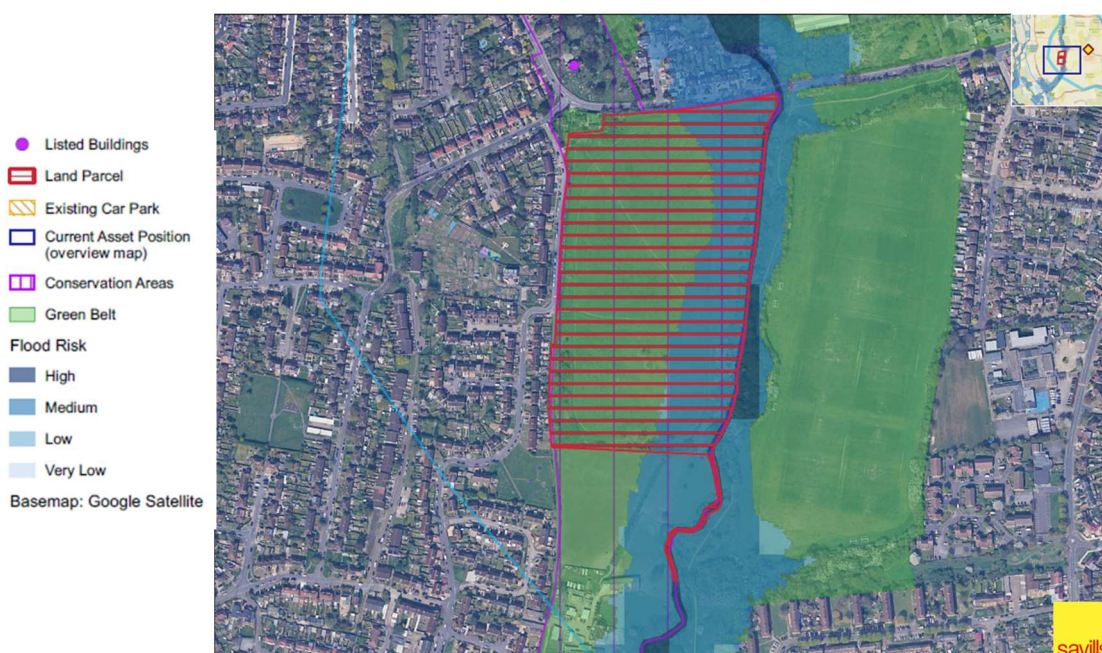 Listed Buildings
Land Parcel
Existing Car Park
Current Asset Position
(overview map)
Conservation Areas
Green Belt
Flood Risk
High
Medium
Low
Very Low
Basemap: Google Satellite
savills